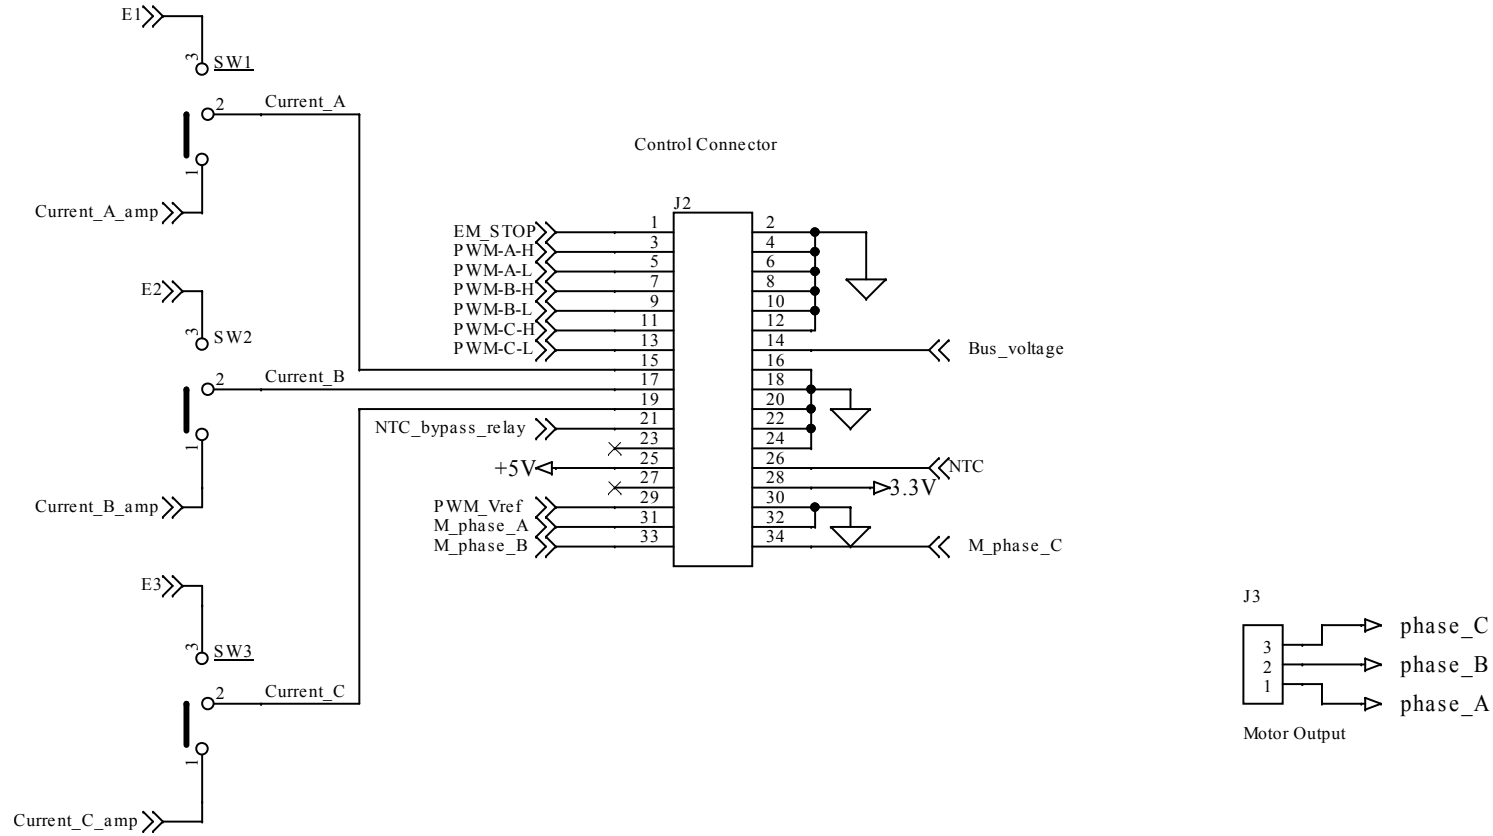 E1
3
SW1
2
Current_A
1
Current_A_amp
E2
3
SW2
2
Current_B
1
Current_B_amp
E3
3
SW3
2
Current_C
1
Current_C_amp
Control Connector
J2
EM_STOP 1 2
PWM-A-H 3 4
PWM-A-L 5 6
PWM-B-H 7 8
PWM-B-L 9 10
PWM-C-H 11 12
PWM-C-L 13 14 Bus_voltage
15 16
17 18
19 20
NTC_bypass_relay 21 22
23 24
+5V 25 26 NTC
27 28 3.3V
PWM_Vref 29 30
M_phase_A 31 32
M_phase_B 33 34 M_phase_C
J3
3 phase_C
2 phase_B
1 phase_A
Motor Output